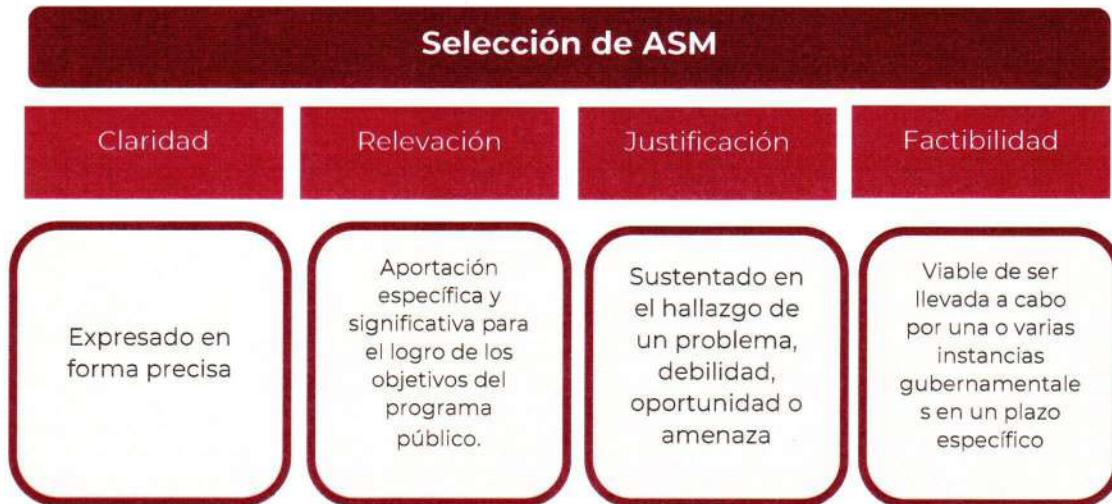 Selección de ASM
Claridad
Relevación
Justificación
Factibilidad
Expresado en
forma precisa
Aportación
específica y
significativa para
el logro de los
objetivos del
programa
público.
Sustentado en
el hallazgo de
un problema,
debilidad,
oportunidad o
amenaza
Viable de ser
llevada a cabo
por una o varias
instancias
gubernamentale
s en un plazo
específico